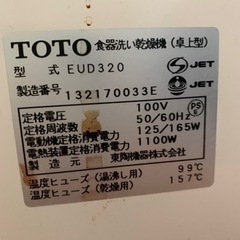 TOTO 食器洗い乾燥機(卓上型)
型 式 EUD320 S JET S JET
製造番号 132170033E
定格電圧 100V PSE
定格周波数 50/60Hz
電動機定格消費電力 125/165W
電熱装置定格消費電力 1100W
製造元 東陶機器株式会社
温度ヒューズ(湯沸し用) 99℃
温度ヒューズ(乾燥用) 157℃